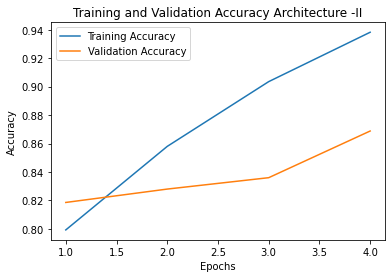 Training and Validation Accuracy Architecture -II
Training Accuracy
Validation Accuracy
Accuracy
0.94
0.92
0.90
0.88
0.86
0.84
0.82
0.80
1.0 1.5 2.0 2.5 3.0 3.5 4.0
Epochs